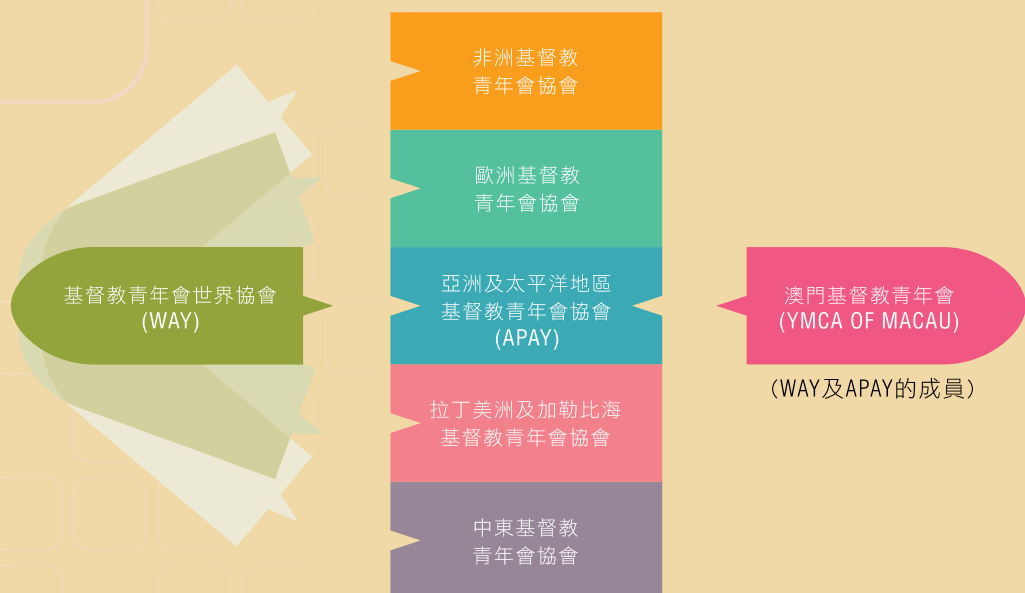 非洲基督教
青年會協會
歐洲基督教
青年會協會
基督教青年會世界協會
(WAY)
亞洲及太平洋地區
基督教青年會協會
(APAY)
澳門基督教青年會
(YMCA OF MACAU)
（WAY及APAY的成員）
拉丁美洲及加勒比海
基督教青年會協會
中東基督教
青年會協會